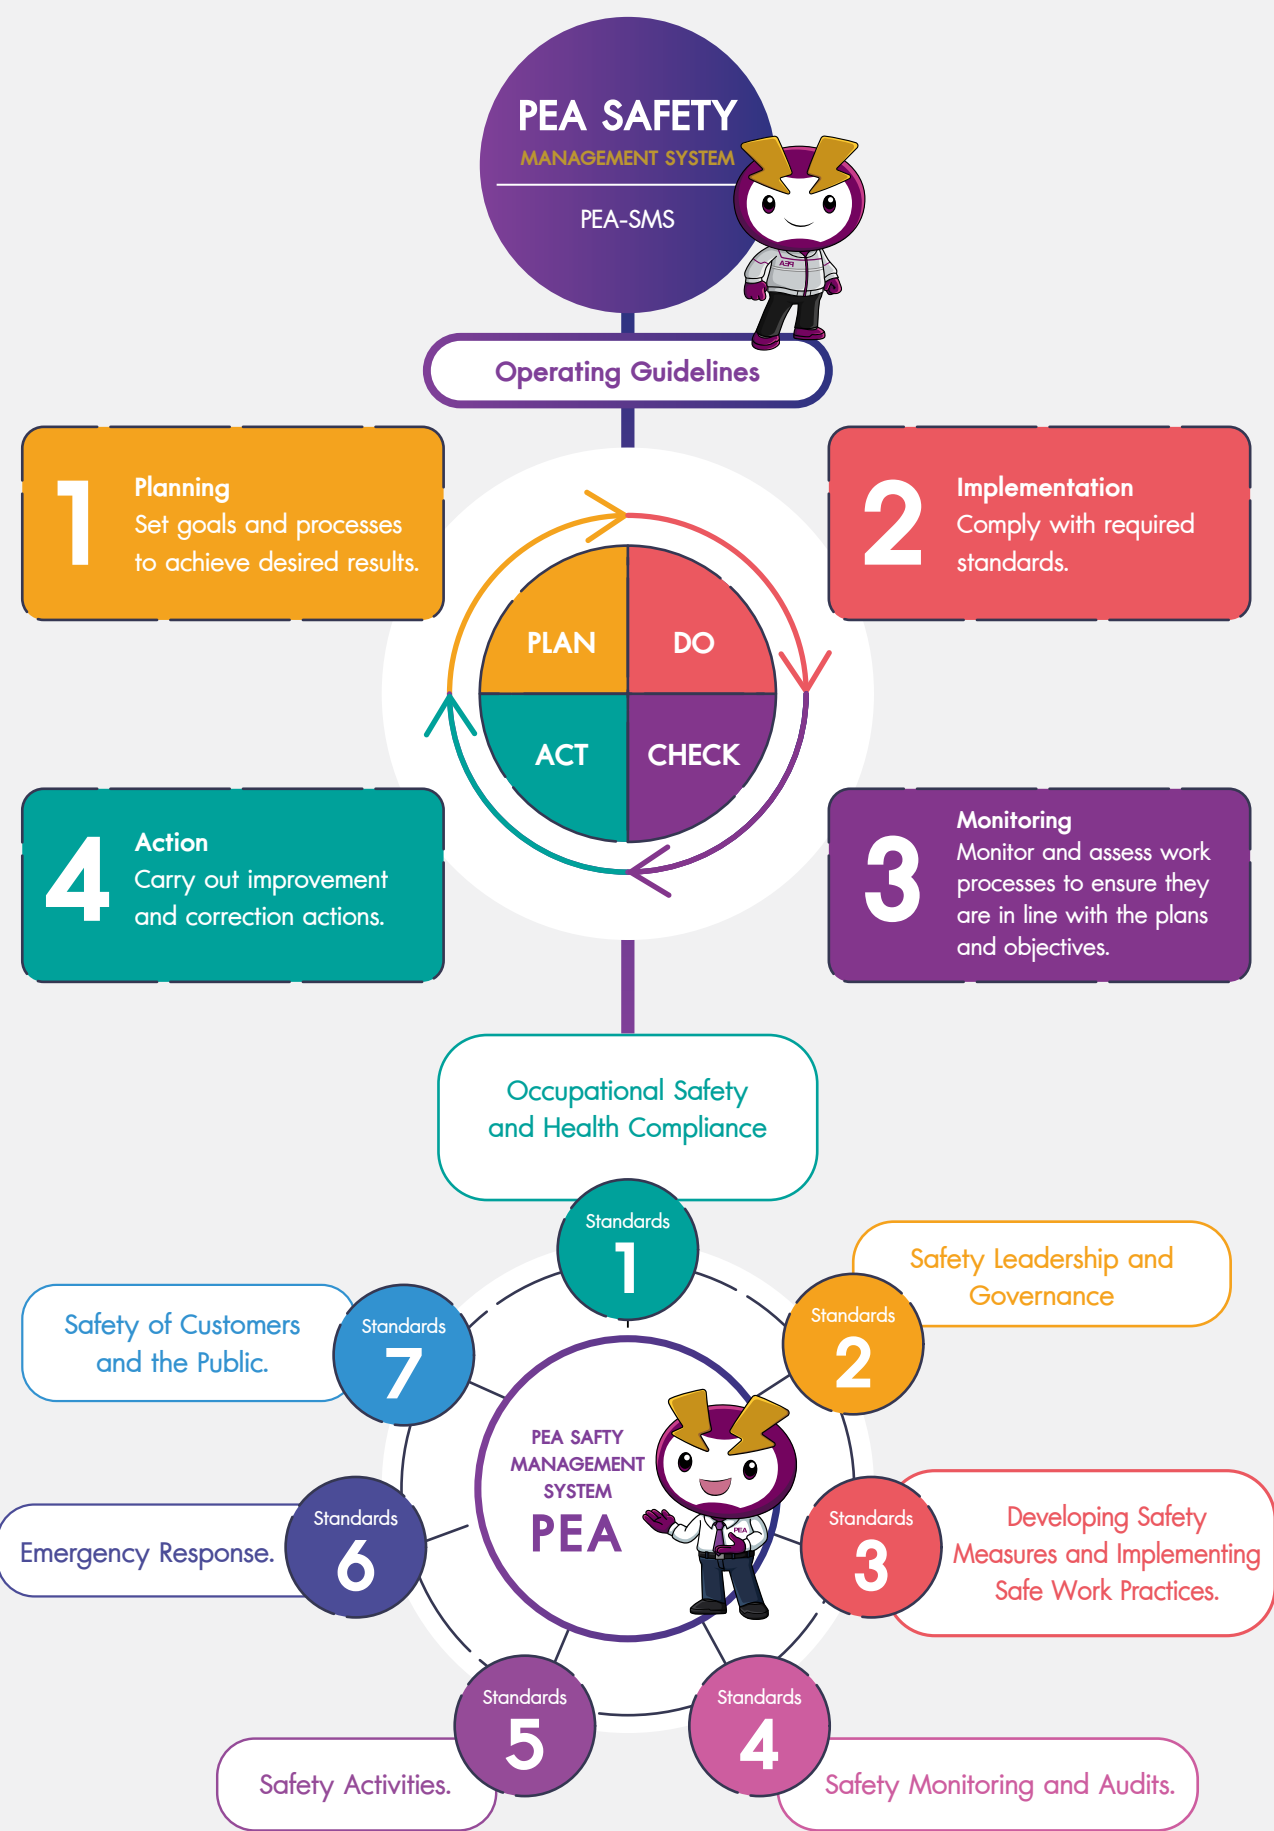 PEA SAFETY
MANAGEMENT SYSTEM
PEA-SMS
PEA
Operating Guidelines
1
Planning
Set goals and processes
to achieve desired results.
2
Implementation
Comply with required
standards.
PLAN
DO
ACT
CHECK
4
Action
Carry out improvement
and correction actions.
3
Monitoring
Monitor and assess work
processes to ensure they
are in line with the plans
and objectives.
Occupational Safety
and Health Compliance
Standards
1
Safety Leadership and
Governance
Standards
2
Safety of Customers
and the Public.
Standards
7
PEA SAFTY
MANAGEMENT
SYSTEM
PEA
PEA
Emergency Response.
Standards
6
Standards
3
Developing Safety
Measures and Implementing
Safe Work Practices.
Standards
5
Safety Activities.
Standards
4
Safety Monitoring and Audits.